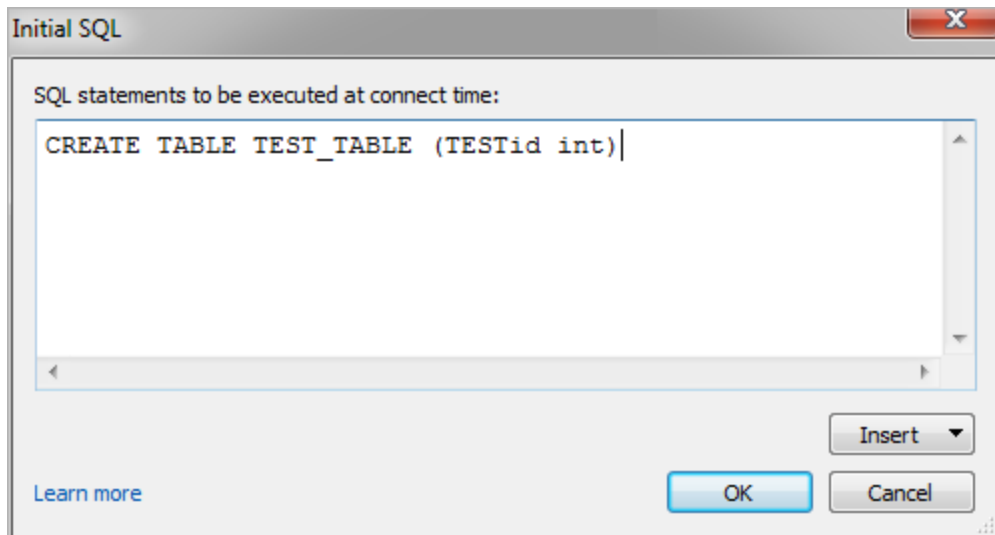 Initial SQL
SQL statements to be executed at connect time:
CREATE TABLE TEST_TABLE (TESTid int)
Insert
Learn more
OK
Cancel